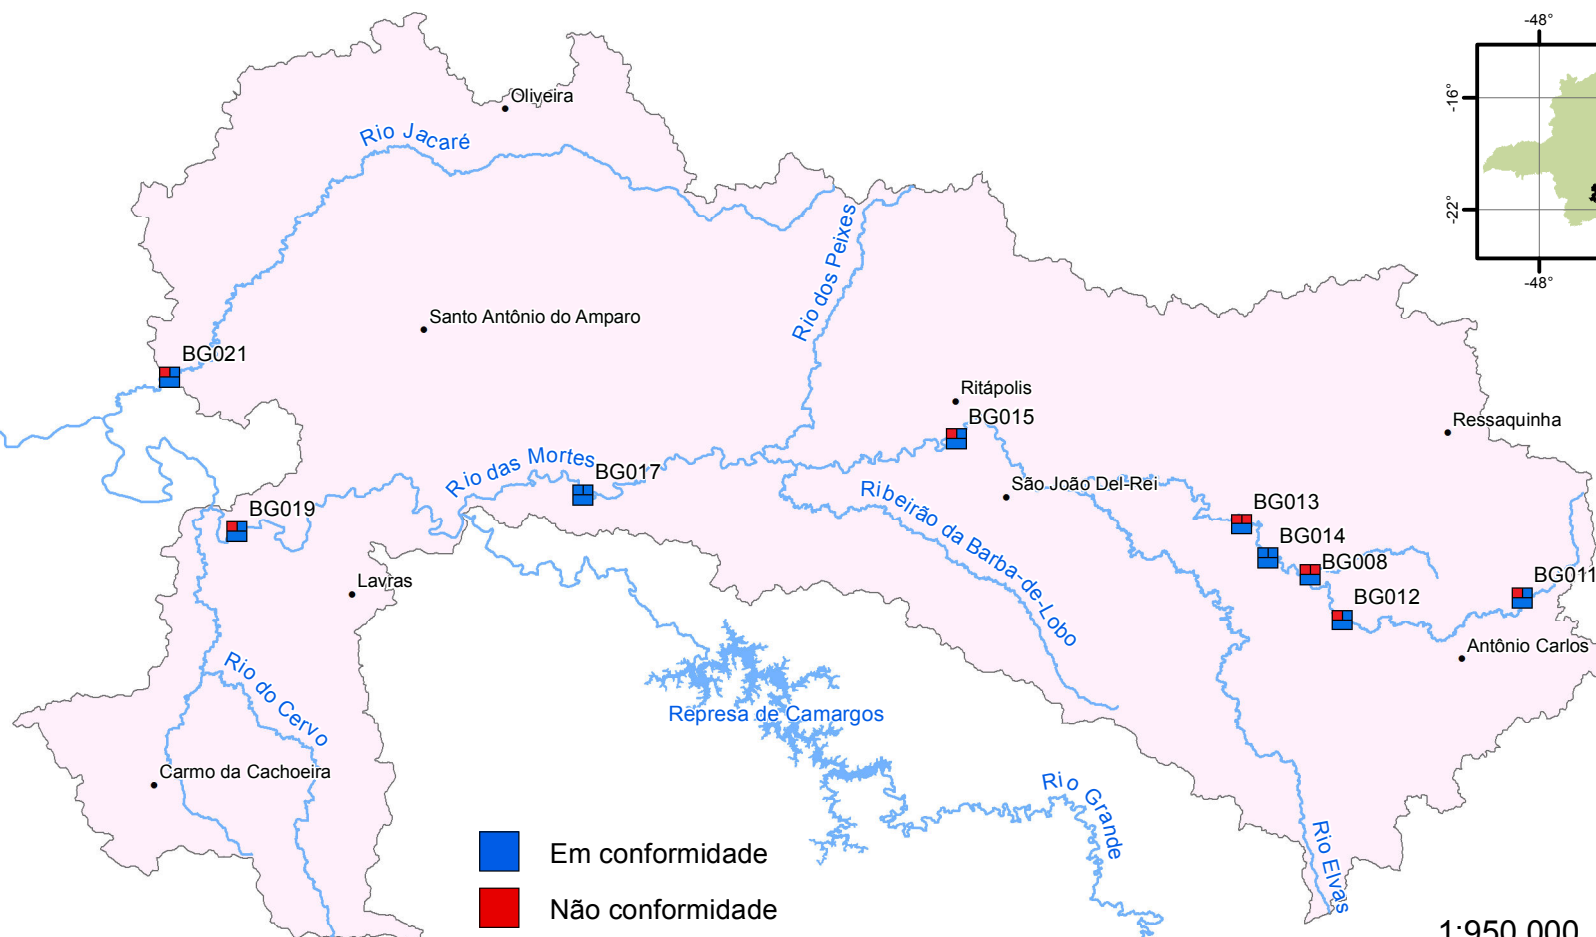 -48°
Oliveira
-16°
Rio Jacaré
-22°
Rio dos Peixes
-48°
Santo Antônio do Amparo
BG021
Ritápolis
BG015
Ressaquinha
Rio das Mortes
BG017
São João Del-Rei
Ribeirão da Barba-de-Lobo
BG019
BG013
BG014
BG008
BG011
Lavras
BG012
Antônio Carlos
Rio do Cervo
Represa de Camargos
Carmo da Cachoeira
Rio Grande
Rio Elvas
Em conformidade
Não conformidade
1:950.000